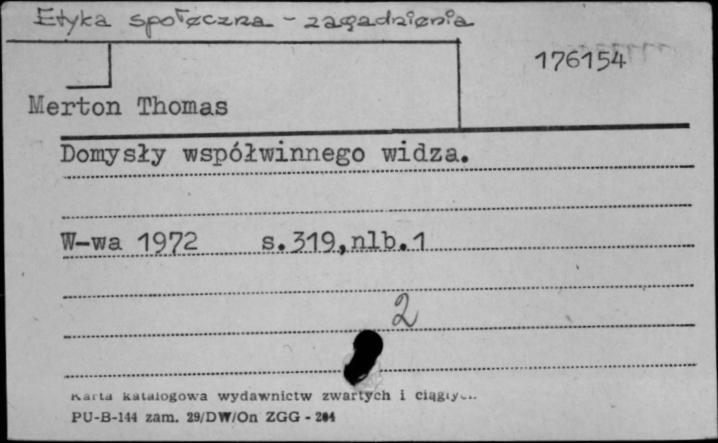 Etyka społeczna - zagadnienia
176154
Merton Thomas
Domysły współwinnego widza.
W-wa 1972 s.319,nlb.1
2
Karta katalogowa wydawnictw zwartych i ciągłych
PU-B-144 zam. 29/DW/On ZGG - 204